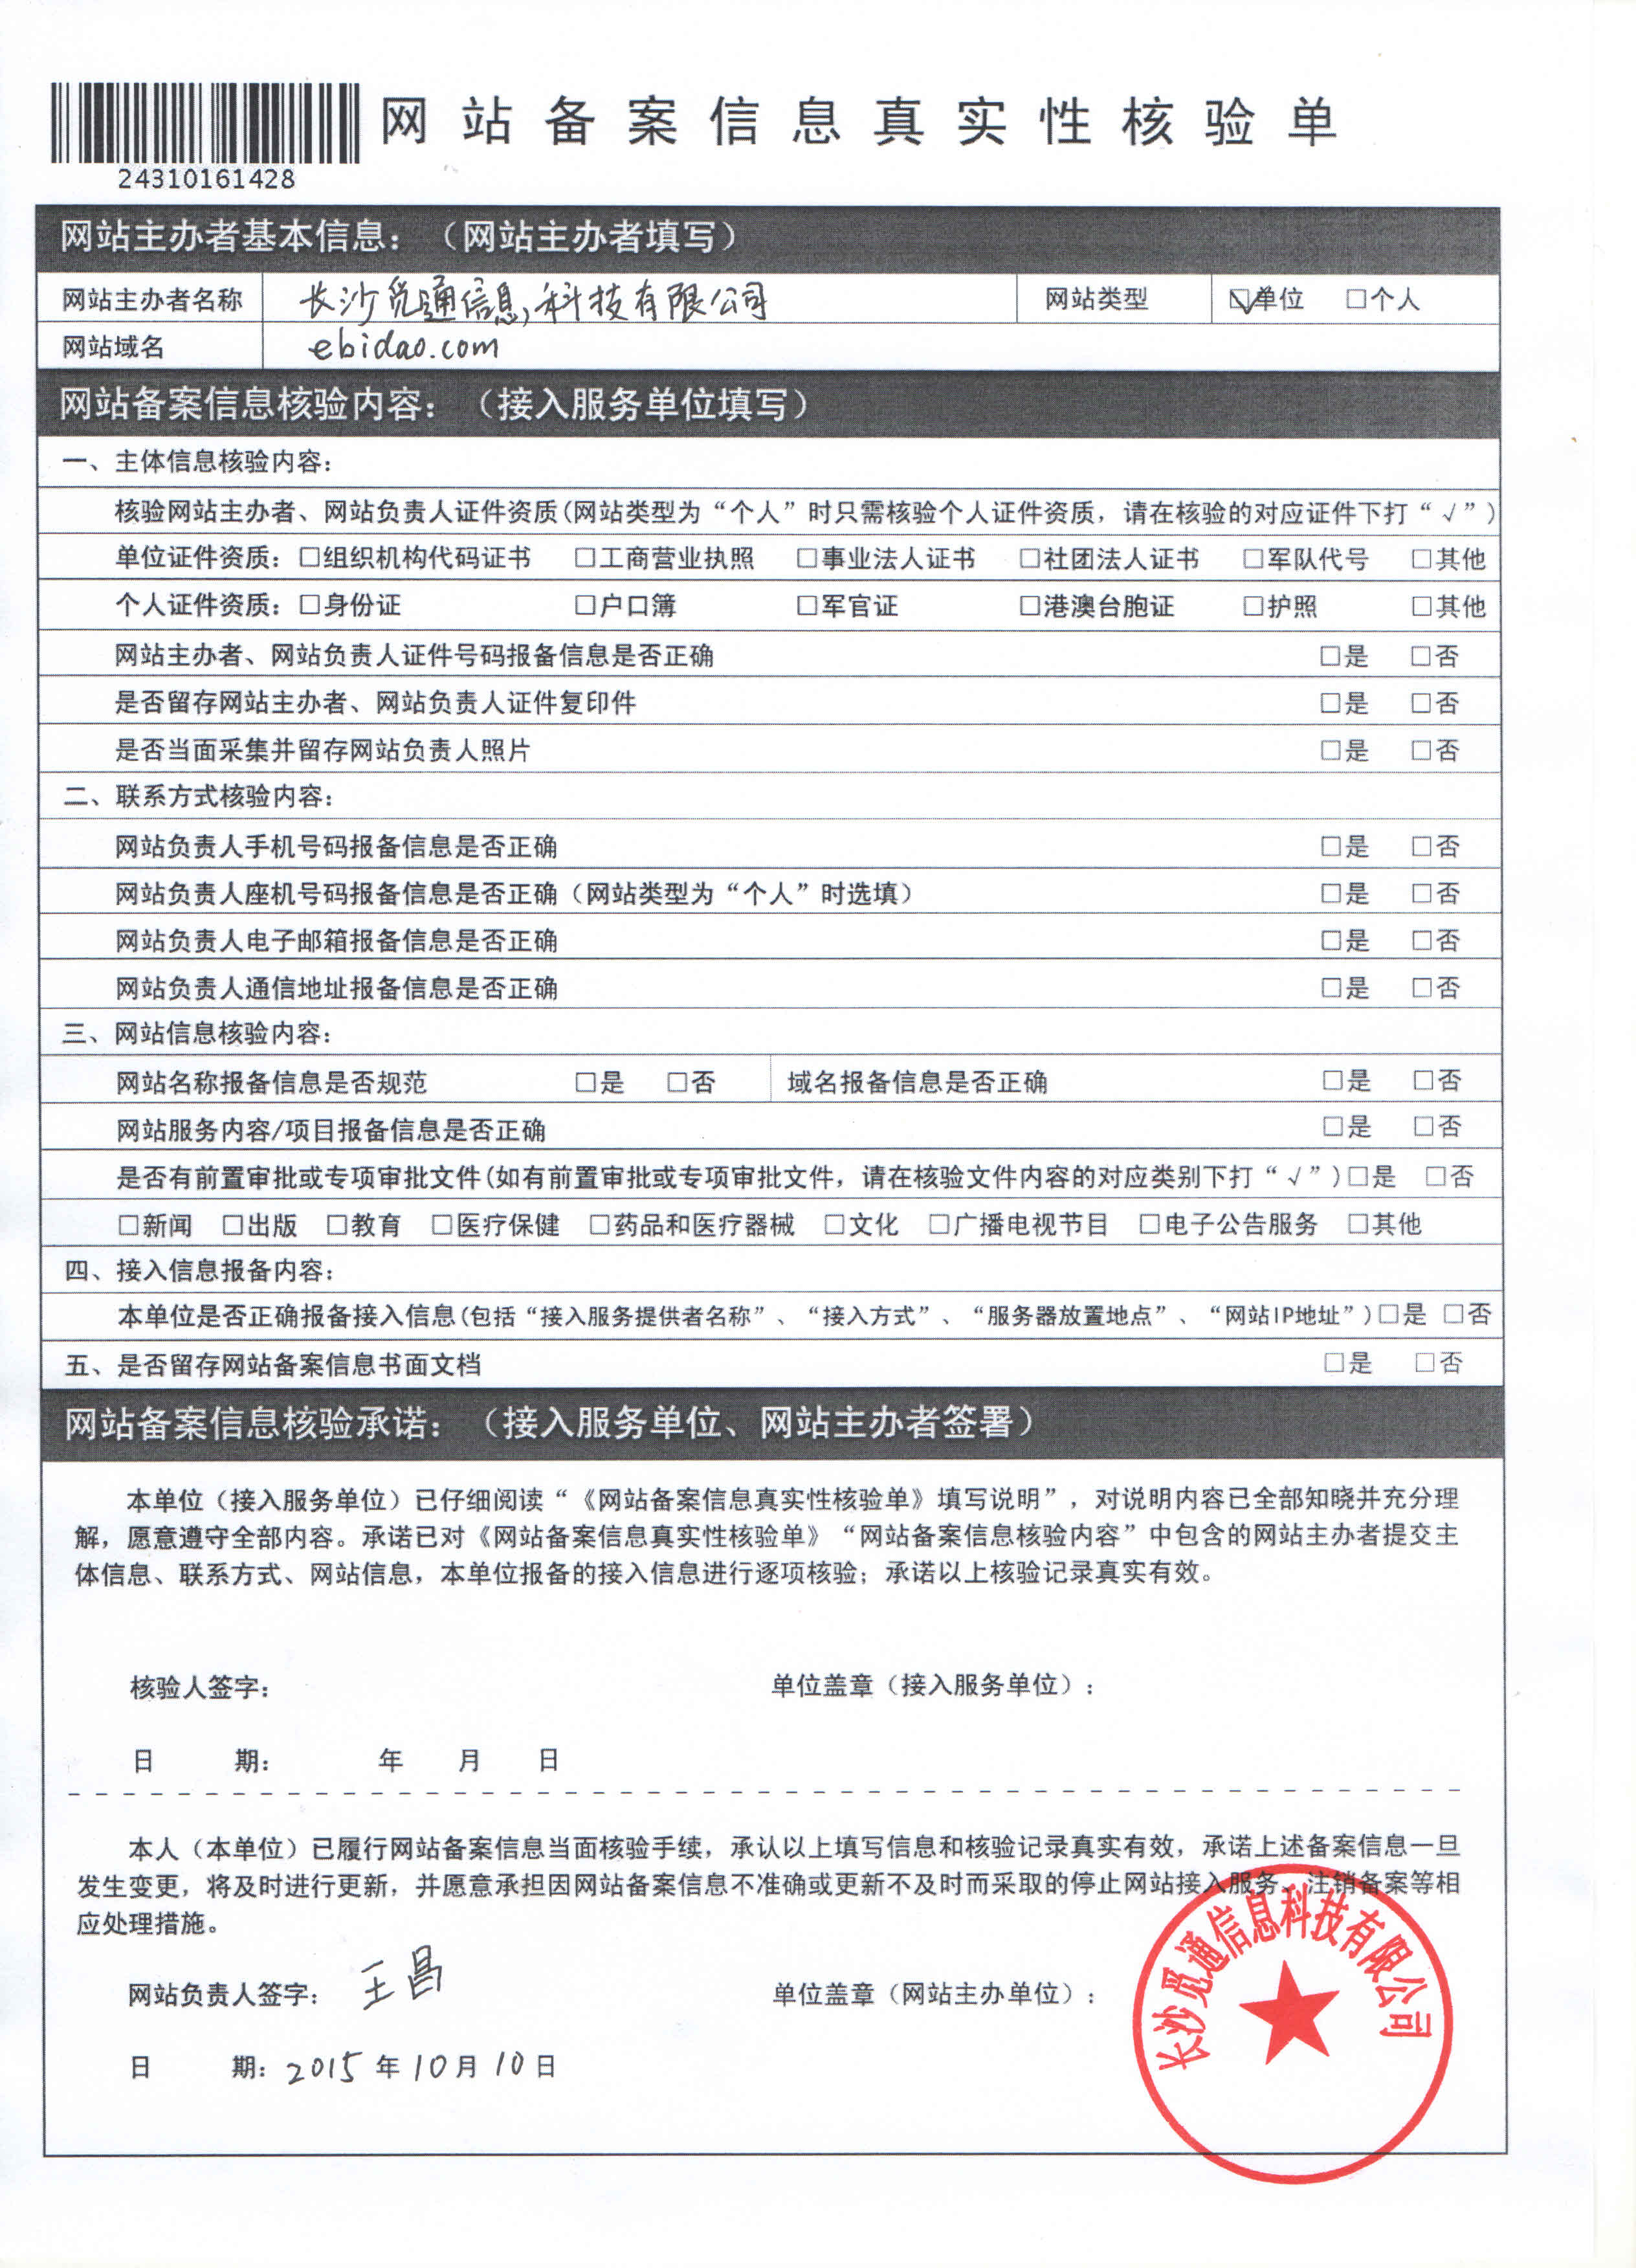 网站备案信息真实性核验单
24310161428
网站主办者基本信息：（网站主办者填写）
网站主办者名称 长沙觅通信息科技有限公司 网站类型 ☑单位 □个人
网站域名 ebidao.com
网站备案信息核验内容：（接入服务单位填写）
一、主体信息核验内容：
核验网站主办者、网站负责人证件资质(网站类型为“个人”时只需核验个人证件资质，请在核验的对应证件下打“√”)
单位证件资质：□组织机构代码证书 □工商营业执照 □事业法人证书 □社团法人证书 □军队代号 □其他
个人证件资质：□身份证 □户口簿 □军官证 □港澳台胞证 □护照 □其他
网站主办者、网站负责人证件号码报备信息是否正确 □是 □否
是否留存网站主办者、网站负责人证件复印件 □是 □否
是否当面采集并留存网站负责人照片 □是 □否
二、联系方式核验内容：
网站负责人手机号码报备信息是否正确 □是 □否
网站负责人座机号码报备信息是否正确（网站类型为“个人”时选填） □是 □否
网站负责人电子邮箱报备信息是否正确 □是 □否
网站负责人通信地址报备信息是否正确 □是 □否
三、网站信息核验内容：
网站名称报备信息是否规范 □是 □否 域名报备信息是否正确 □是 □否
网站服务内容/项目报备信息是否正确 □是 □否
是否有前置审批或专项审批文件(如有前置审批或专项审批文件，请在核验文件内容的对应类别下打“√”)□是 □否
□新闻 □出版 □教育 □医疗保健 □药品和医疗器械 □文化 □广播电视节目 □电子公告服务 □其他
四、接入信息报备内容：
本单位是否正确报备接入信息(包括“接入服务提供者名称”、“接入方式”、“服务器放置地点”、“网站IP地址”)□是 □否
五、是否留存网站备案信息书面文档 □是 □否
网站备案信息核验承诺：（接入服务单位、网站主办者签署）
本单位（接入服务单位）已仔细阅读“《网站备案信息真实性核验单》填写说明”，对说明内容已全部知晓并充分理
解，愿意遵守全部内容。承诺已对《网站备案信息真实性核验单》“网站备案信息核验内容”中包含的网站主办者提交主
体信息、联系方式、网站信息，本单位报备的接入信息进行逐项核验；承诺以上核验记录真实有效。
核验人签字： 单位盖章（接入服务单位）：
日 期： 年 月 日
本人（本单位）已履行网站备案信息当面核验手续，承认以上填写信息和核验记录真实有效，承诺上述备案信息一旦
发生变更，将及时进行更新，并愿意承担因网站备案信息不准确或更新不及时而采取的停止网站接入服务、注销备案等相
应处理措施。
网站负责人签字： 王昌 单位盖章（网站主办单位）：
长沙觅通信息科技有限公司
日 期：2015年10月10日